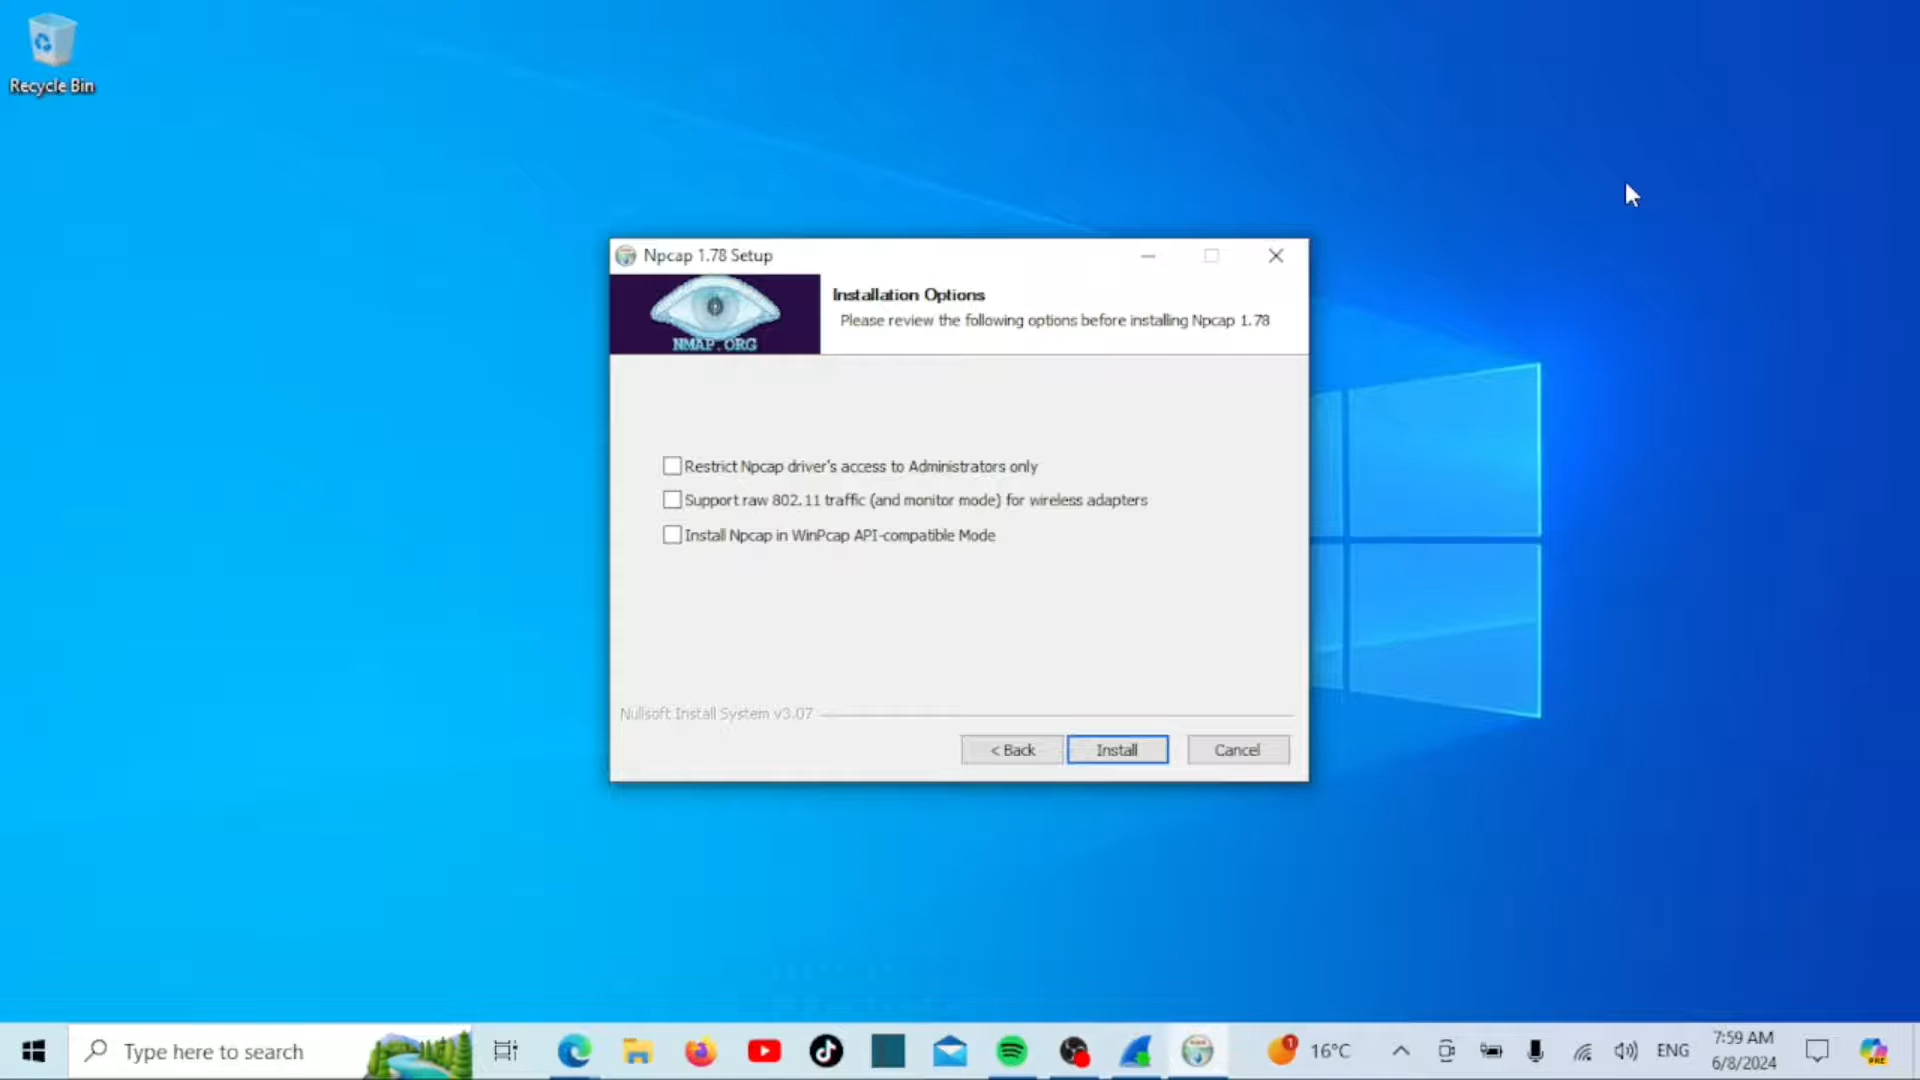 Recycle Bin
Npcap 1.78 Setup
NMAP.ORG
Installation Options
Please review the following options before installing Npcap 1.78
Restrict Npcap driver's access to Administrators only
Support raw 802.11 traffic (and monitor mode) for wireless adapters
Install Npcap in WinPcap API-compatible Mode
Nullsoft Install System v3.07
< Back
Install
Cancel
Type here to search
1
16°C
ENG
7:59 AM
6/8/2024
PRE